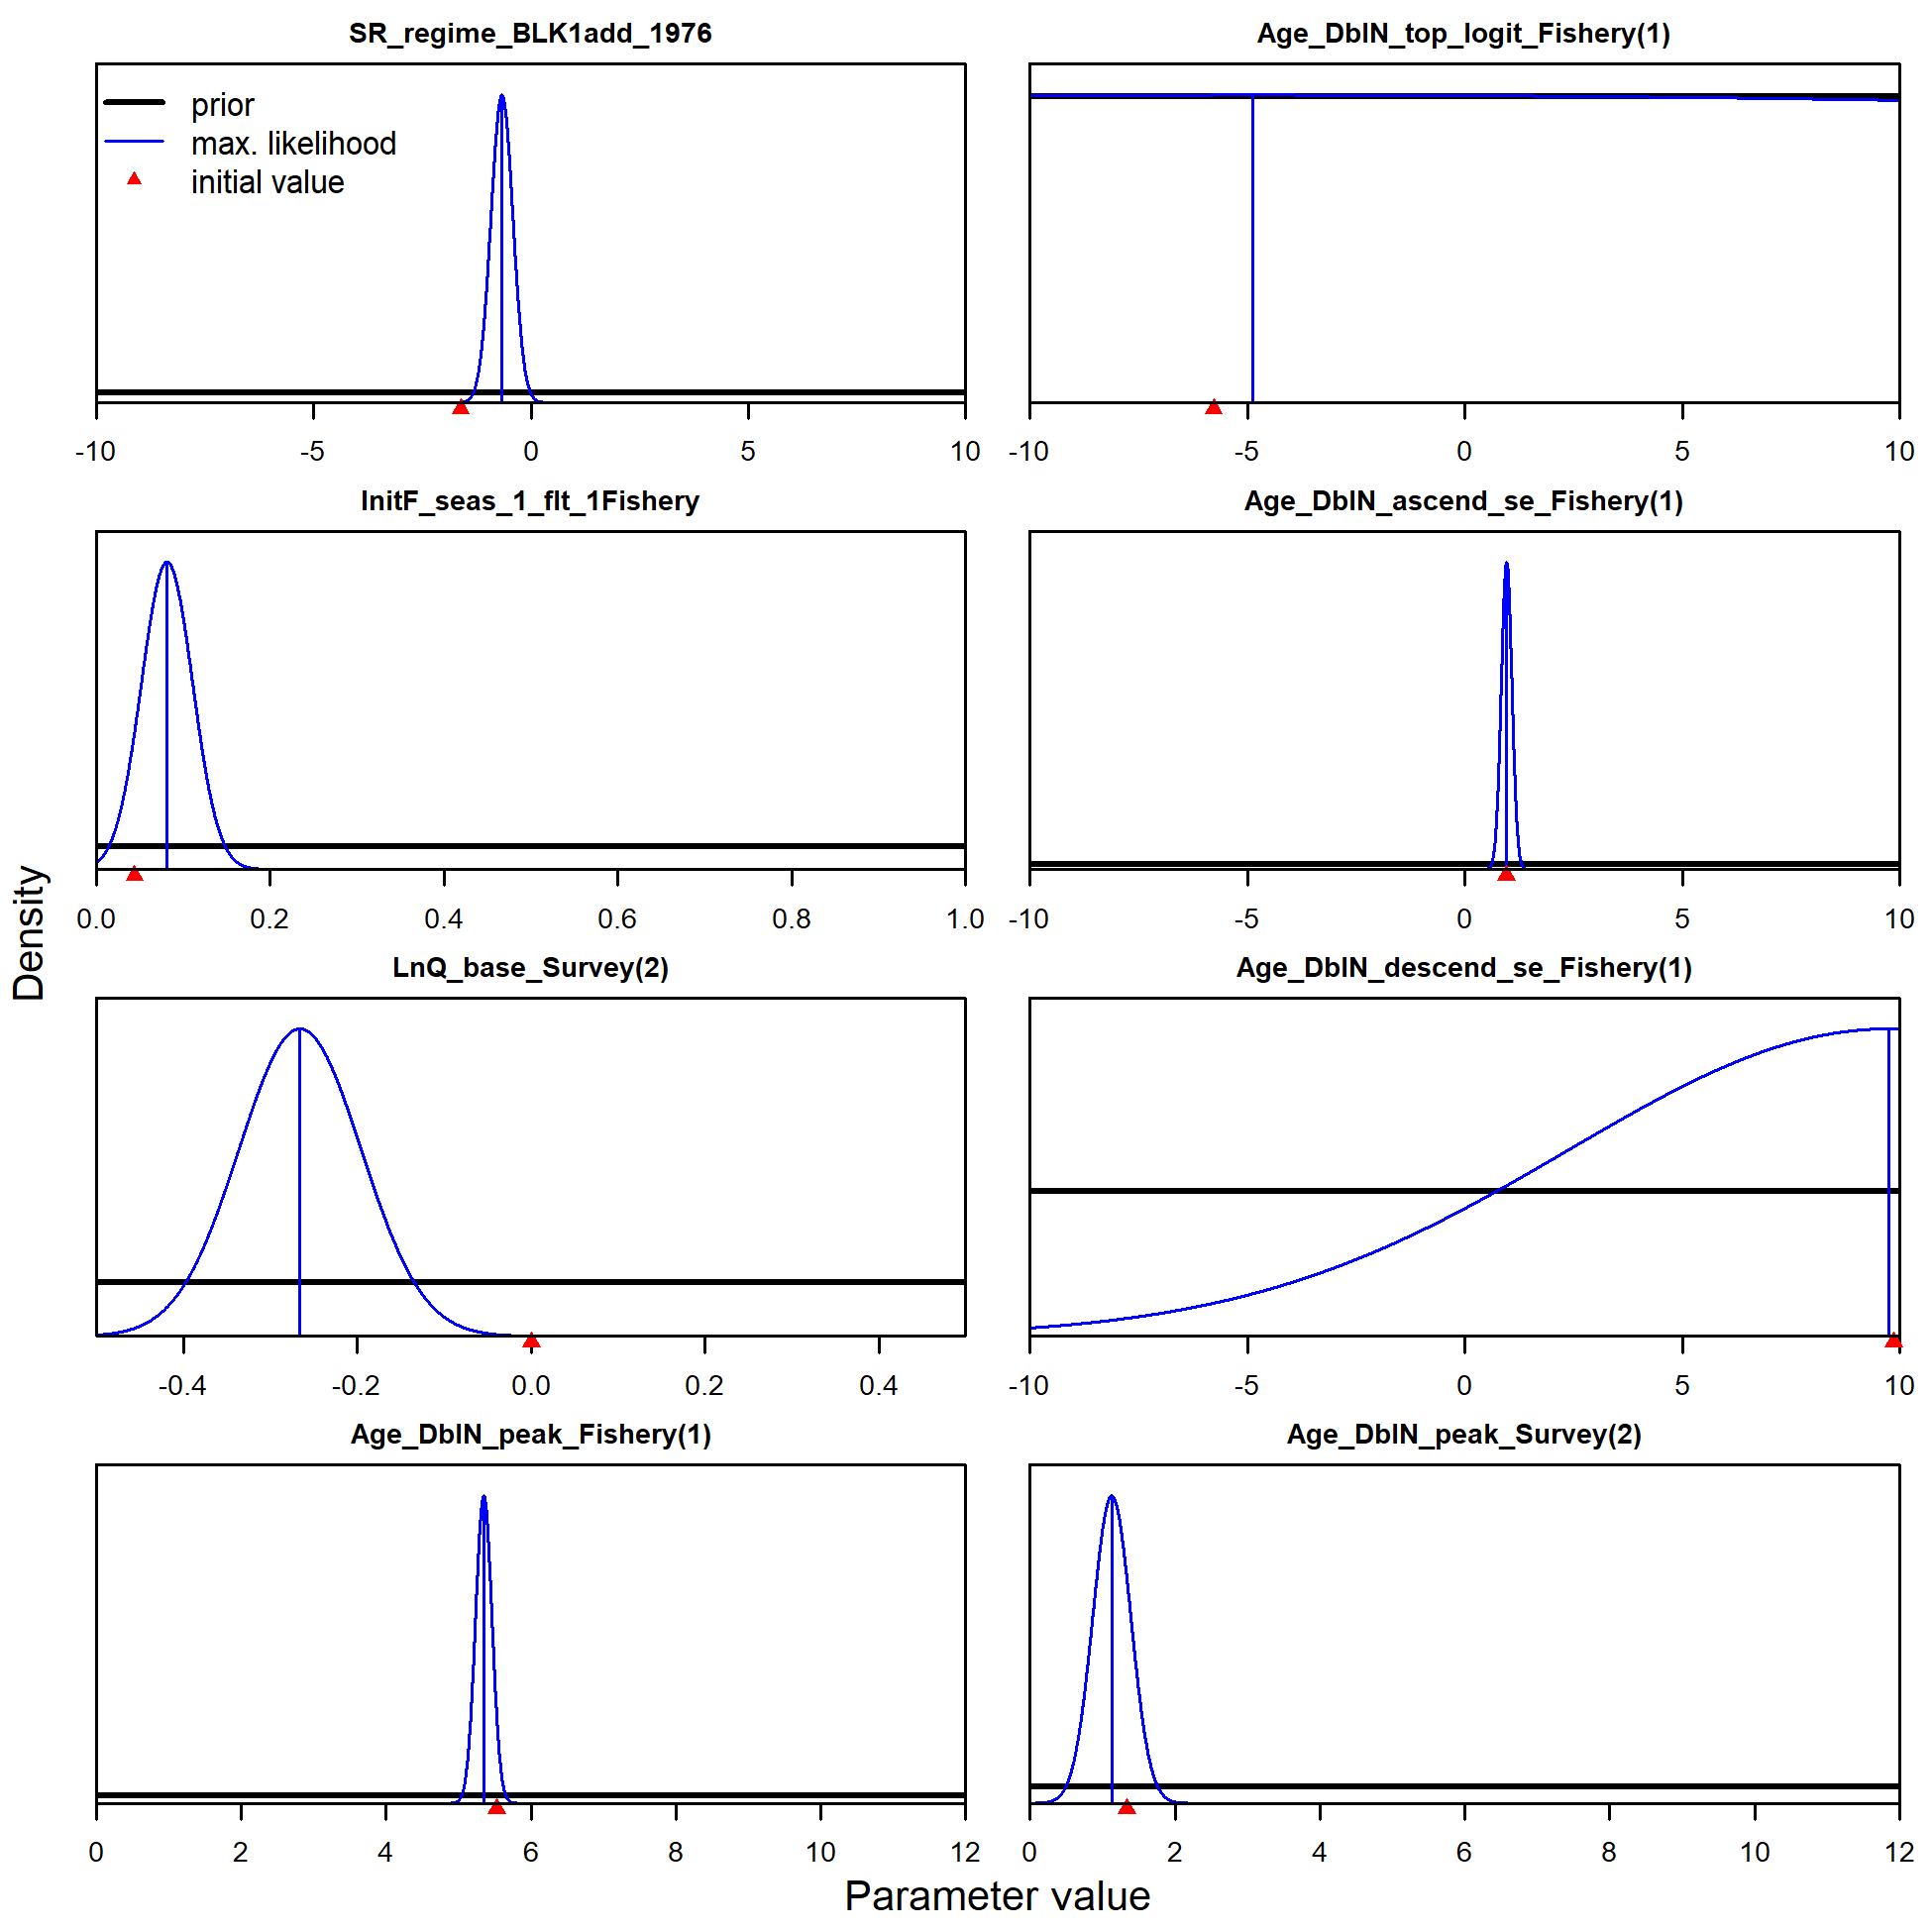 SR_regime_BLK1add_1976
prior
max. likelihood
initial value
-10 -5 0 5 10
Age_DblN_top_logit_Fishery(1)
-10 -5 0 5 10
InitF_seas_1_flt_1Fishery
0.0 0.2 0.4 0.6 0.8 1.0
Age_DblN_ascend_se_Fishery(1)
-10 -5 0 5 10
LnQ_base_Survey(2)
-0.4 -0.2 0.0 0.2 0.4
Age_DblN_descend_se_Fishery(1)
-10 -5 0 5 10
Age_DblN_peak_Fishery(1)
0 2 4 6 8 10 12
Age_DblN_peak_Survey(2)
0 2 4 6 8 10 12
Density
Parameter value